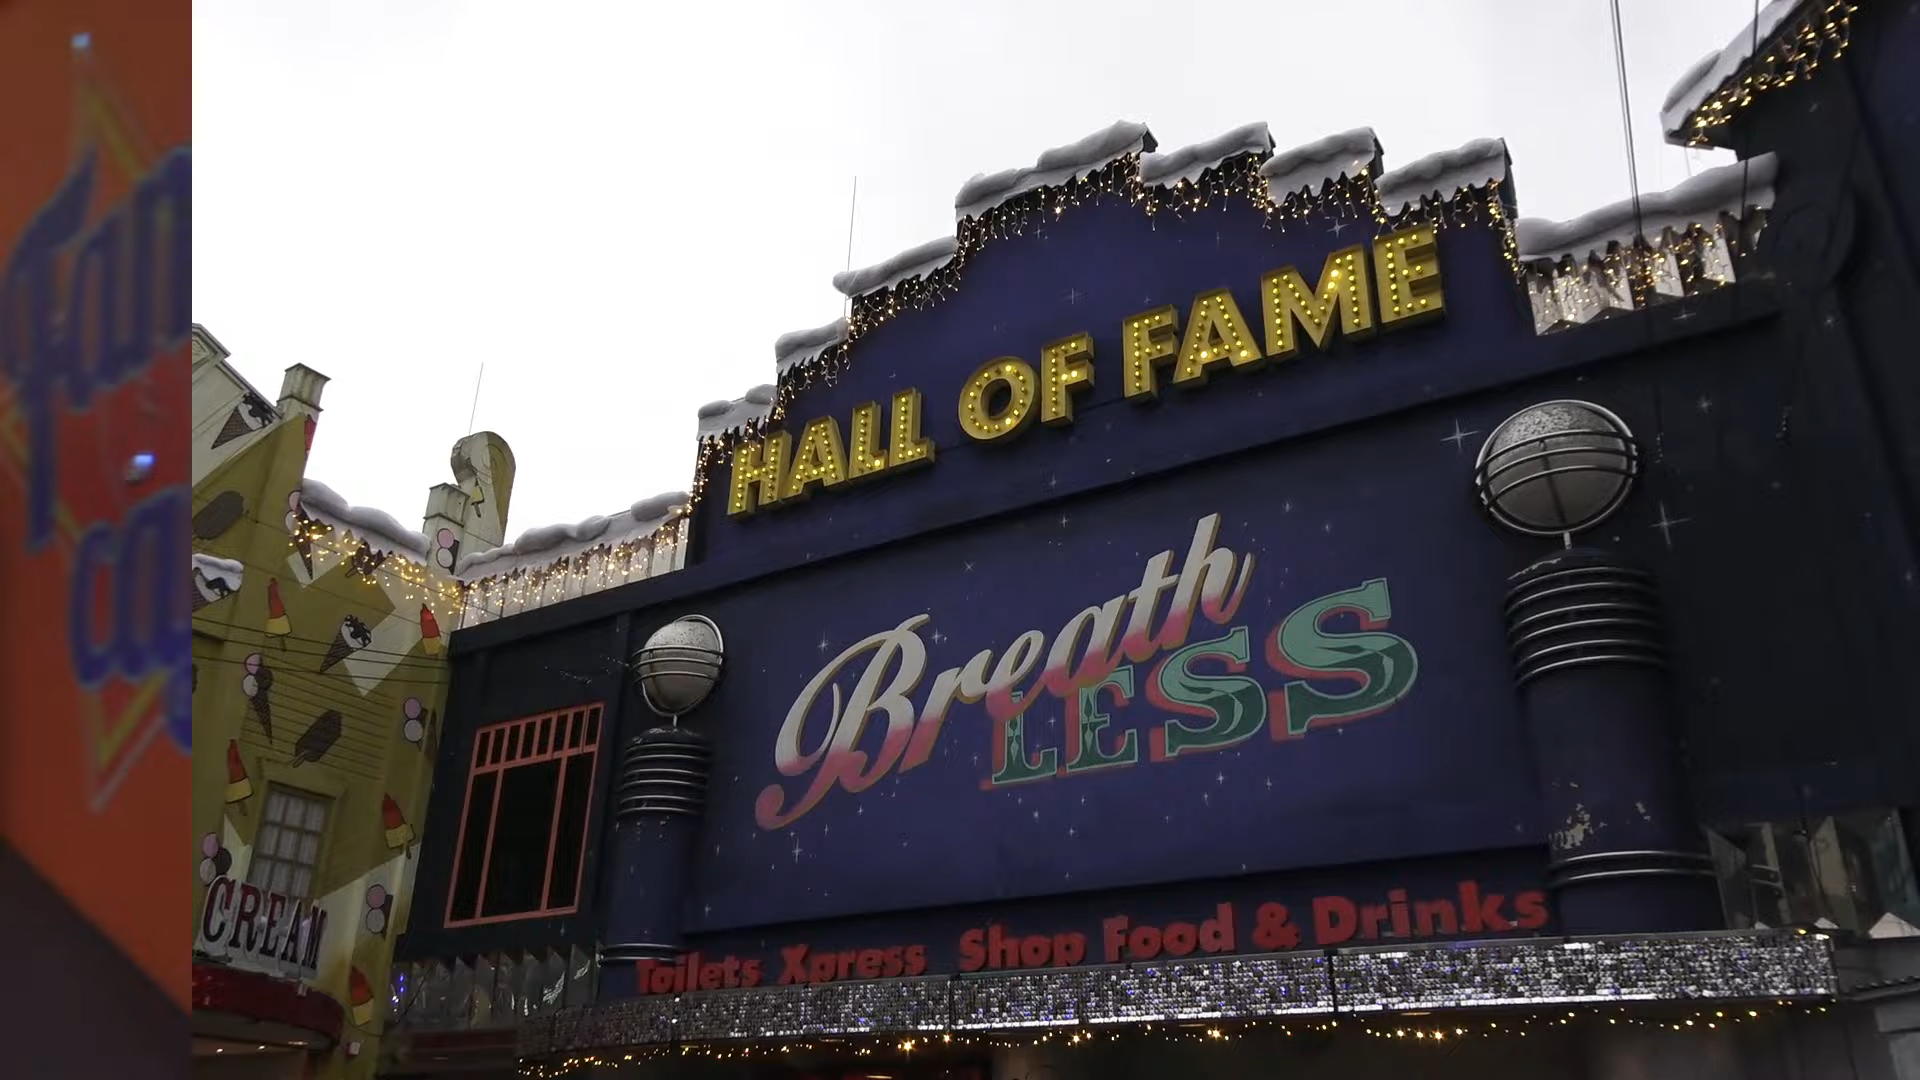 HALL OF FAME
Breath
LESS
Toilets Xpress Shop Food & Drinks
CREAM